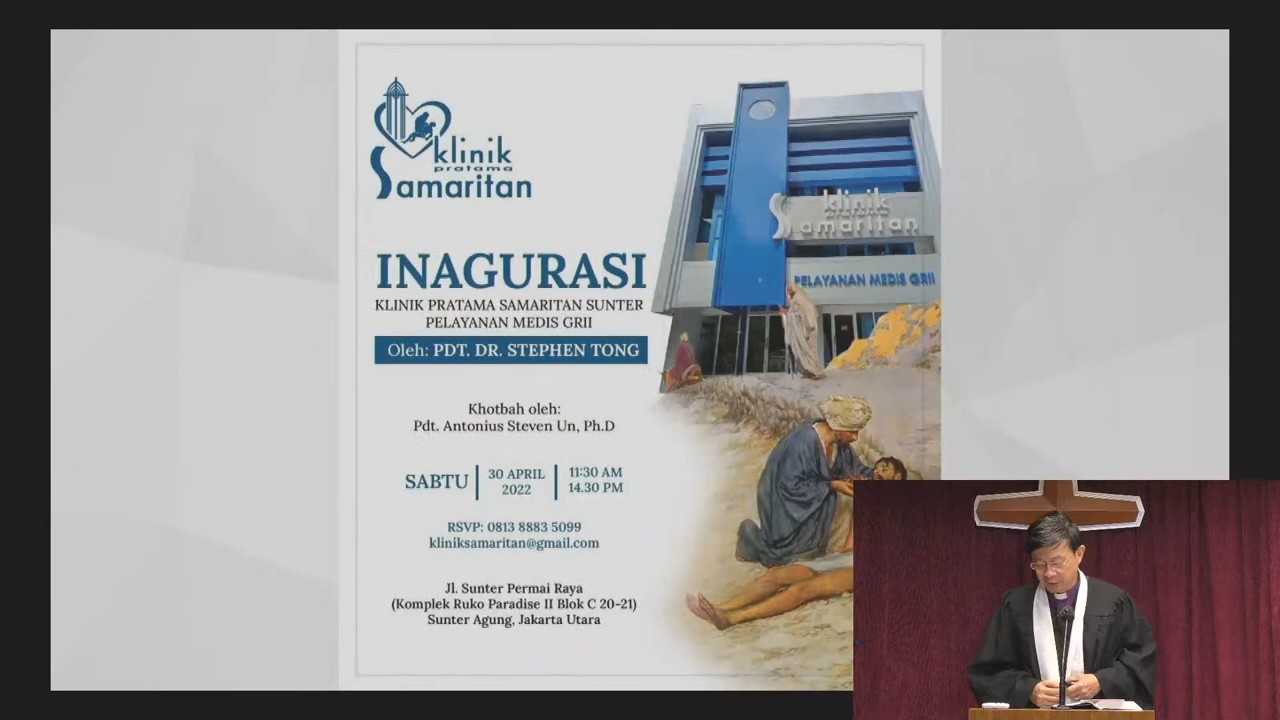 klinik
pratama
Samaritan
INAGURASI
KLINIK PRATAMA SAMARITAN SUNTER
PELAYANAN MEDIS GRII
Oleh: PDT. DR. STEPHEN TONG
Khotbah oleh:
Pdt. Antonius Steven Un, Ph.D
SABTU
30 APRIL
2022
11:30 AM
14.30 PM
RSVP: 0813 8883 5099
kliniksamaritan@gmail.com
Jl. Sunter Permai Raya
(Komplek Ruko Paradise II Blok C 20-21)
Sunter Agung, Jakarta Utara
klinik
pratama
Samaritan
PELAYANAN MEDIS GRII